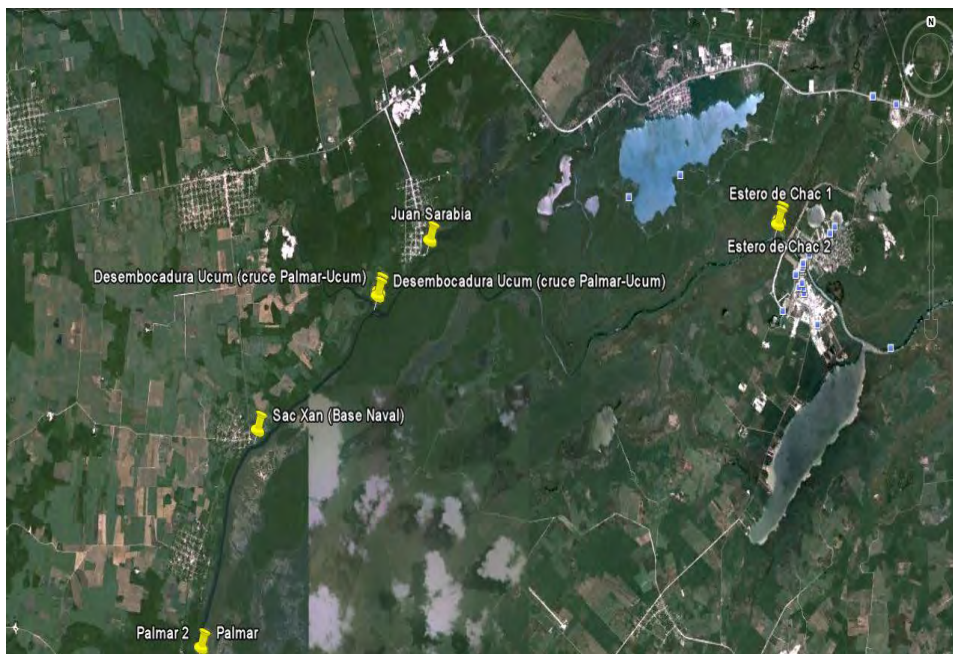 N
Estero de Chac 1
Juan Sarabia
Estero de Chac 2
Desembocadura Ucum (cruce Palmar-Ucum)
Desembocadura Ucum (cruce Palmar-Ucum)
Sac Xan (Base Naval)
Palmar 2
Palmar